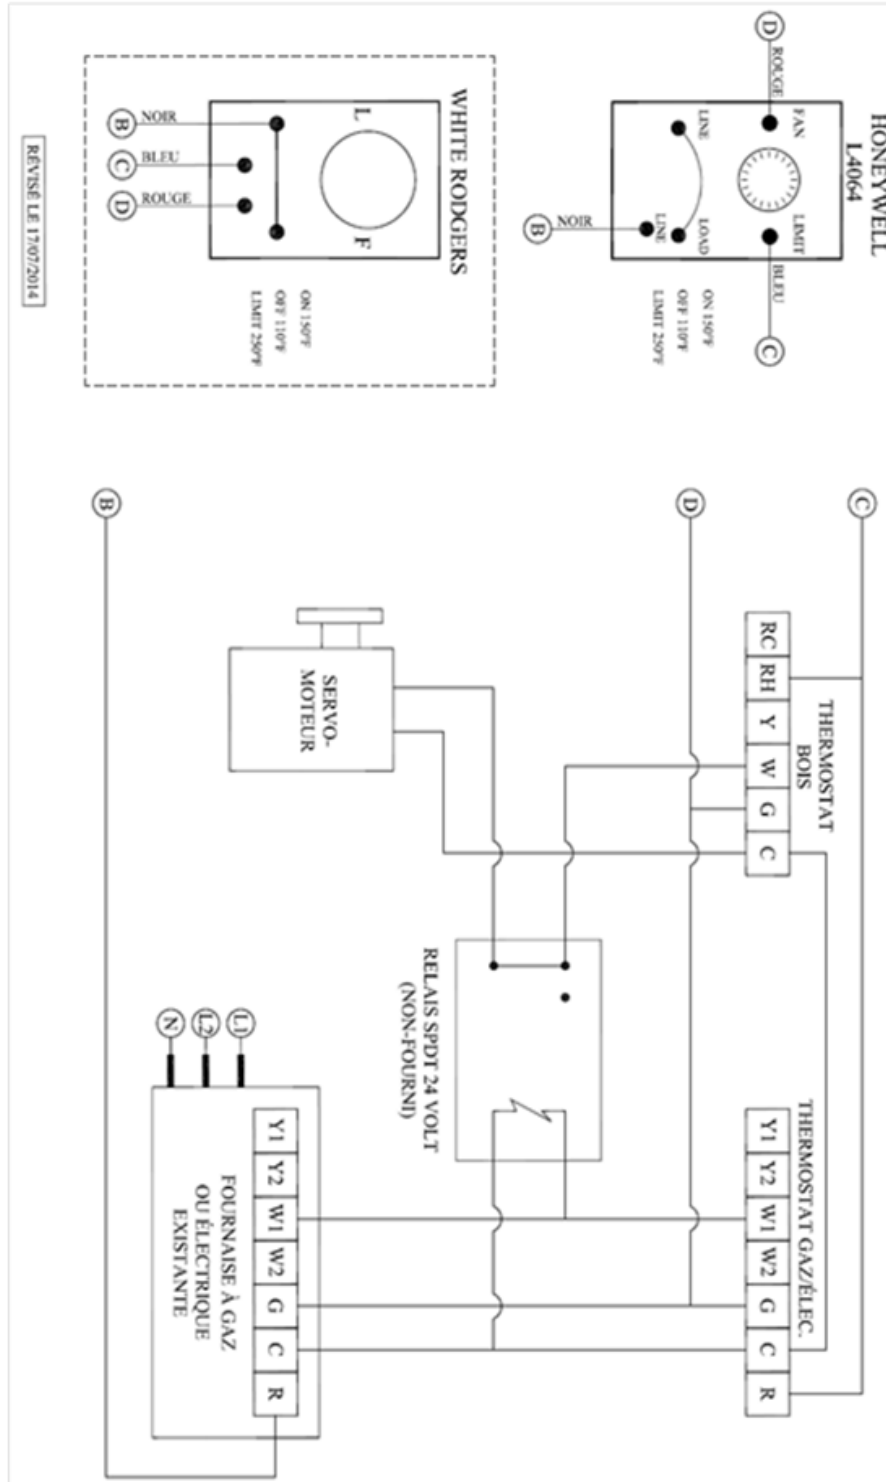 HONEYWELL
L4064
D
ROUGE
FAN
LIMIT
LINE
LOAD
LINE
NOIR
B
BLEU
C
ON 150°F
OFF 110°F
LIMIT 250°F
WHITE RODGERS
L
F
B
NOIR
C
BLEU
D
ROUGE
ON 150°F
OFF 110°F
LIMIT 250°F
RÉVISÉ LE 17/07/2014
C
D
B
THERMOSTAT
BOIS
RC RH Y W G C
SERVO-
MOTEUR
RELAIS SPDT 24 VOLT
(NON-FOURNI)
THERMOSTAT GAZ/ÉLEC.
Y1 Y2 W1 W2 G C R
L1
L2
N
Y1 Y2 W1 W2 G C R
FOURNAISE À GAZ
OU ÉLECTRIQUE
EXISTANTE